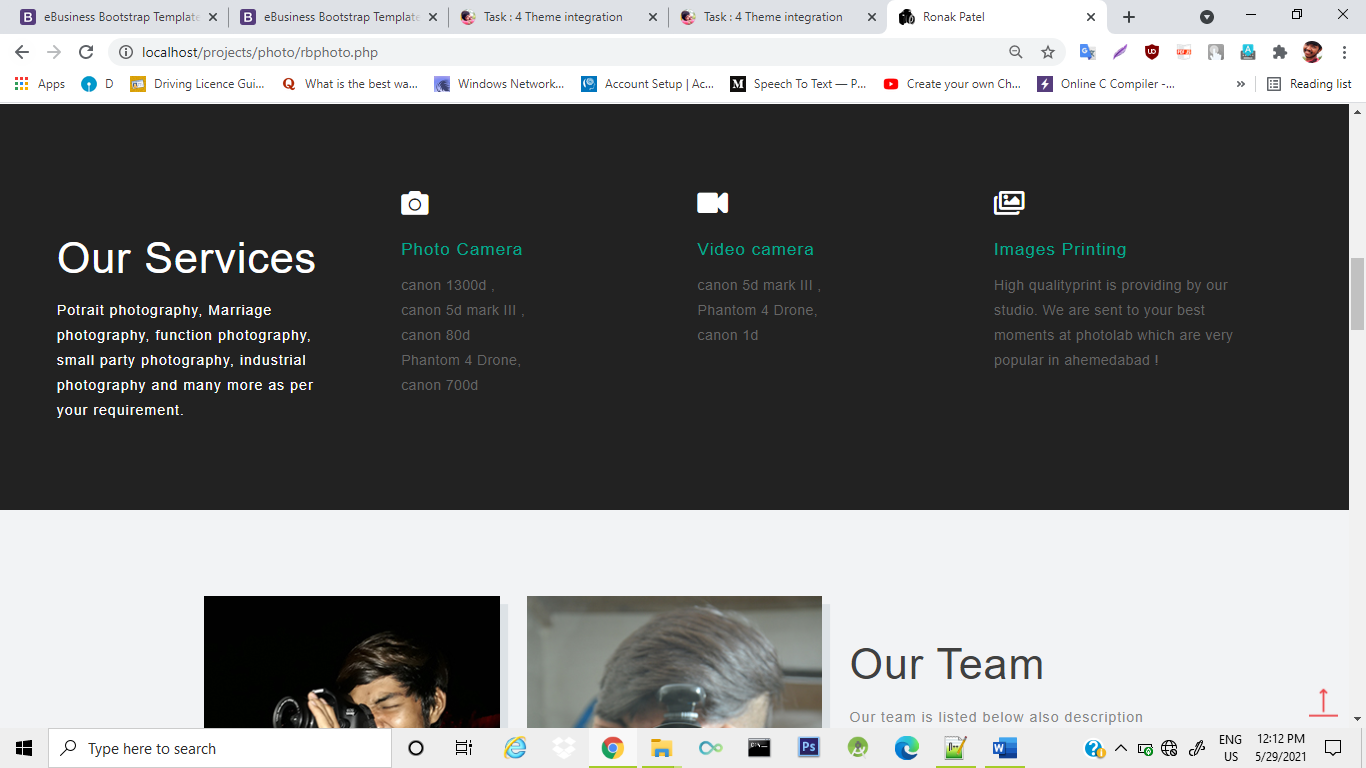 eBusiness Bootstrap Template
eBusiness Bootstrap Template
Task : 4 Theme integration
Task : 4 Theme integration
Ronak Patel
localhost/projects/photo/rbphoto.php
Apps
D
Driving Licence Gui...
What is the best wa...
Windows Network...
Account Setup | Ac...
Speech To Text — P...
Create your own Ch...
Online C Compiler -...
»
Reading list
Our Services
Potrait photography, Marriage
photography, function photography,
small party photography, industrial
photography and many more as per
your requirement.
Photo Camera
canon 1300d ,
canon 5d mark III ,
canon 80d
Phantom 4 Drone,
canon 700d
Video camera
canon 5d mark III ,
Phantom 4 Drone,
canon 1d
Images Printing
High qualityprint is providing by our
studio. We are sent to your best
moments at photolab which are very
popular in ahemedabad !
Our Team
Our team is listed below also description
Type here to search
ENG
US
12:12 PM
5/29/2021